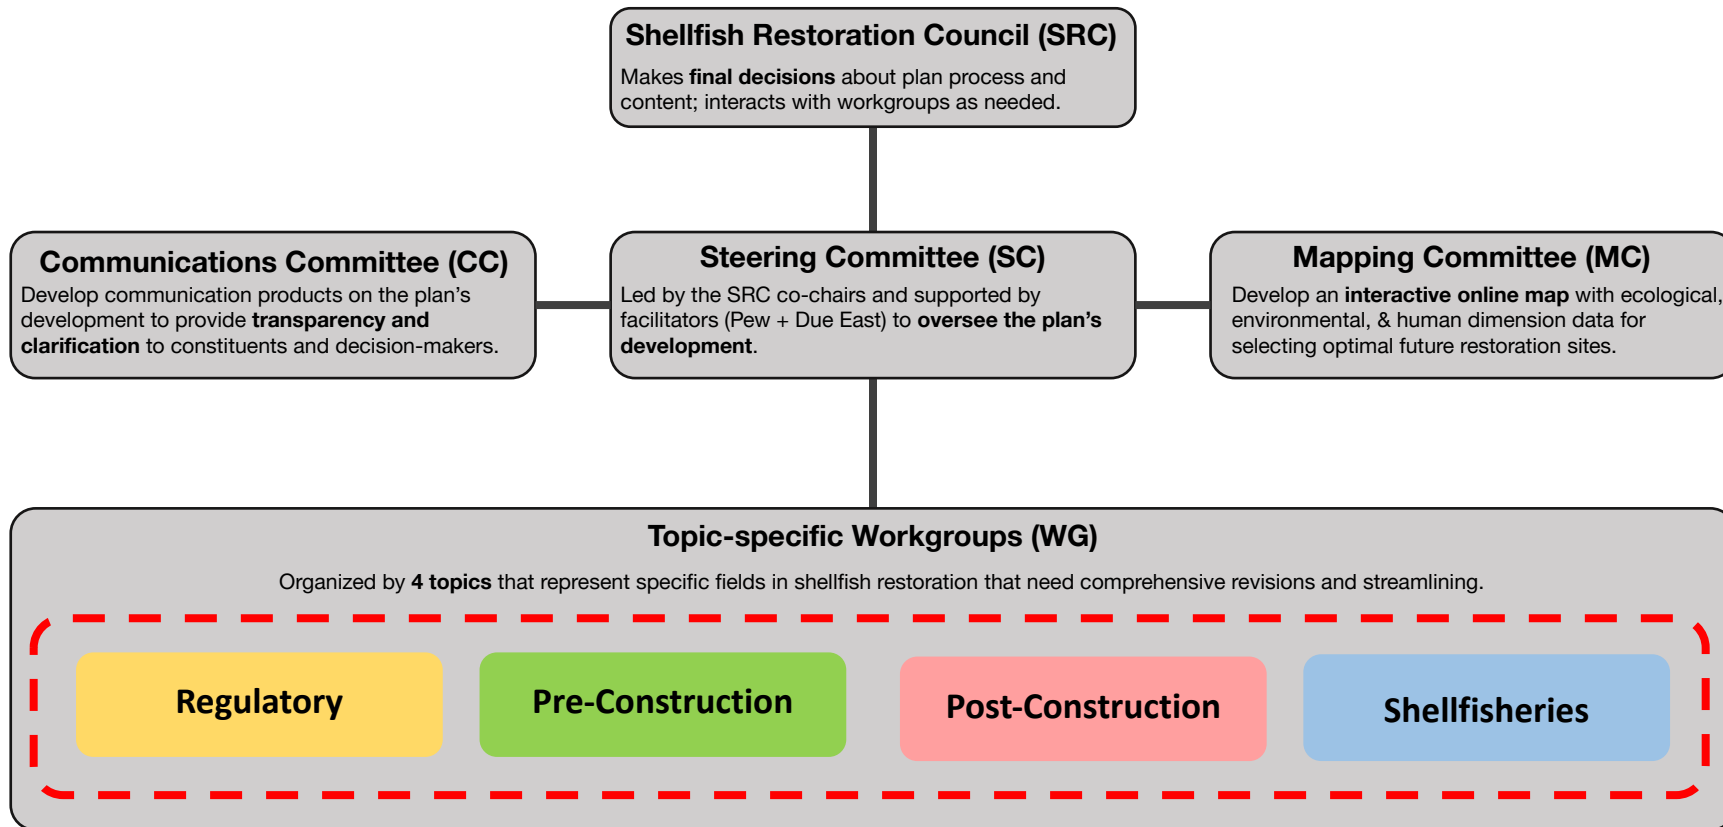 Shellfish Restoration Council (SRC)
Makes final decisions about plan process and
content; interacts with workgroups as needed.
Communications Committee (CC)
Develop communication products on the plan's
development to provide transparency and
clarification to constituents and decision-makers.
Steering Committee (SC)
Led by the SRC co-chairs and supported by
facilitators (Pew + Due East) to oversee the plan's
development.
Mapping Committee (MC)
Develop an interactive online map with ecological,
environmental, & human dimension data for
selecting optimal future restoration sites.
Topic-specific Workgroups (WG)
Organized by 4 topics that represent specific fields in shellfish restoration that need comprehensive revisions and streamlining.
Regulatory
Pre-Construction
Post-Construction
Shellfisheries